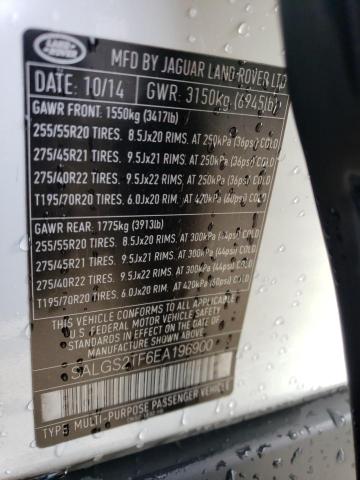 LAND ROVER
MFD BY JAGUAR LAND ROVER LTD
DATE: 10/14 GWR: 3150kg (6945lb)
GAWR FRONT: 1550kg (3417lb)
255/55R20 TIRES. 8.5Jx20 RIMS. AT 250kPa (36psi) COLD
275/45R21 TIRES. 9.5Jx21 RIMS. AT 250kPa (36psi) COLD
275/40R22 TIRES. 9.5Jx22 RIMS. AT 250kPa (36psi) COLD
T195/70R20 TIRES. 6.0Jx20 RIM. AT 420kPa (60psi) COLD
GAWR REAR: 1775kg (3913lb)
255/55R20 TIRES. 8.5Jx20 RIMS. AT 300kPa (44psi) COLD
275/45R21 TIRES. 9.5Jx21 RIMS. AT 300kPa (44psi) COLD
275/40R22 TIRES. 9.5Jx22 RIMS. AT 300kPa (44psi) COLD
T195/70R20 TIRES. 6.0Jx20 RIM. AT 420kPa (60psi) COLD
THIS VEHICLE CONFORMS TO ALL APPLICABLE
FEDERAL MOTOR VEHICLE SAFETY
IN EFFECT ON THE DATE OF
SHOWN ABOVE
SALGS2TF6EA196900
TYPE: MULTI-PURPOSE PASSENGER VEHICLE